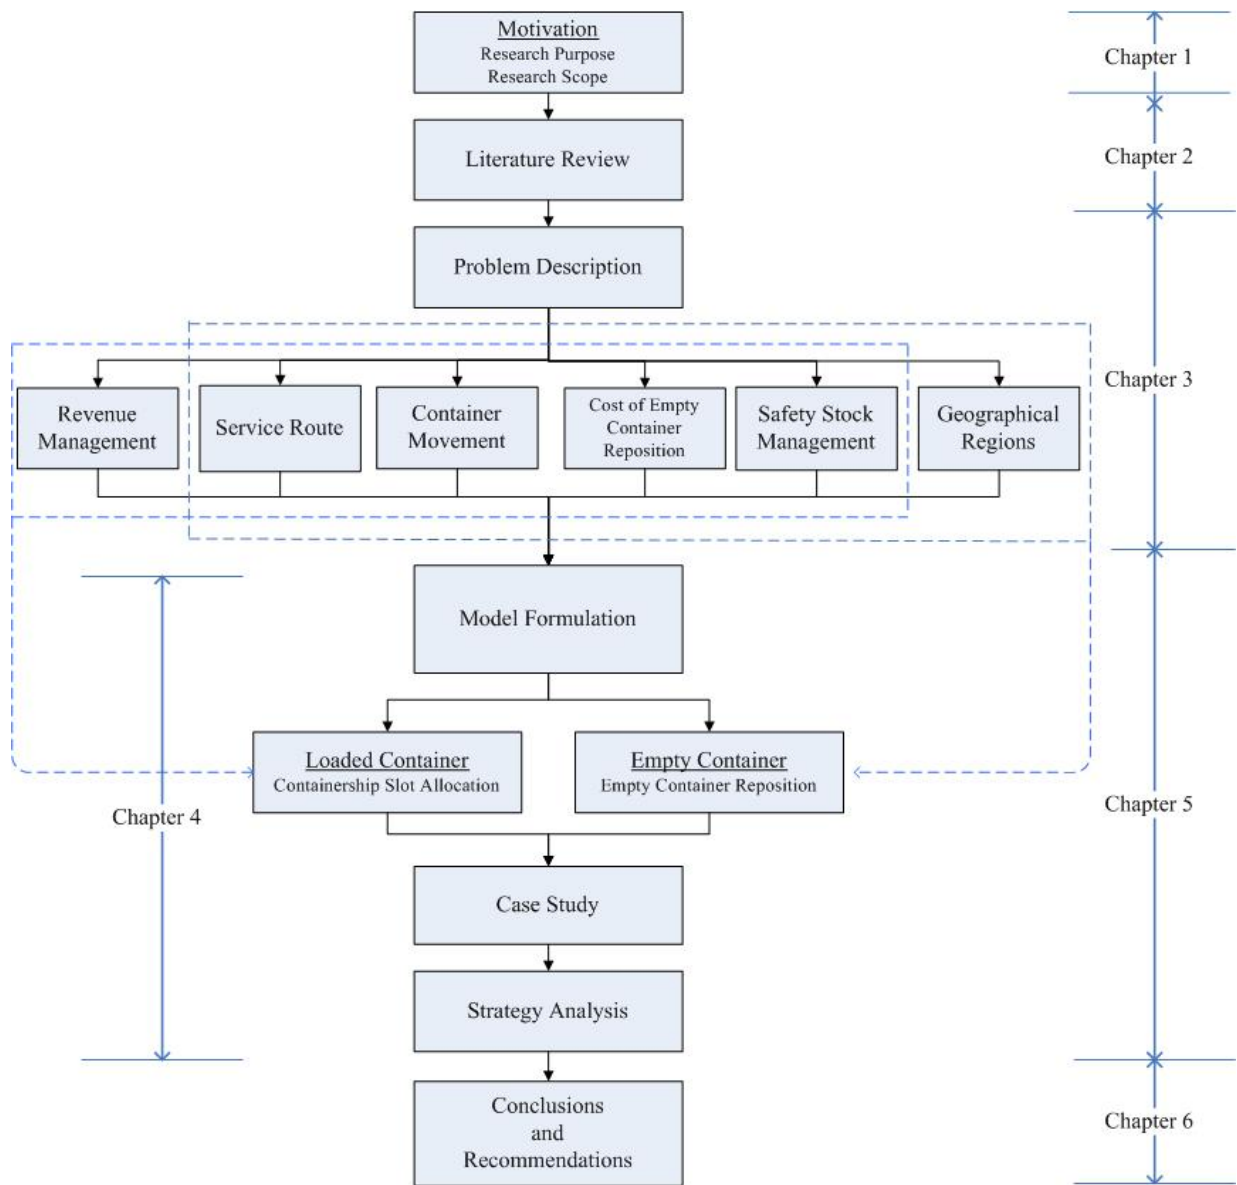 Motivation
Research Purpose
Research Scope
Chapter 1
Literature Review
Chapter 2
Problem Description
Chapter 3
Revenue
Management
Service Route
Container
Movement
Cost of Empty
Container
Reposition
Safety Stock
Management
Geographical
Regions
Model Formulation
Loaded Container
Containership Slot Allocation
Empty Container
Empty Container Reposition
Chapter 4
Chapter 5
Case Study
Strategy Analysis
Conclusions
and
Recommendations
Chapter 6